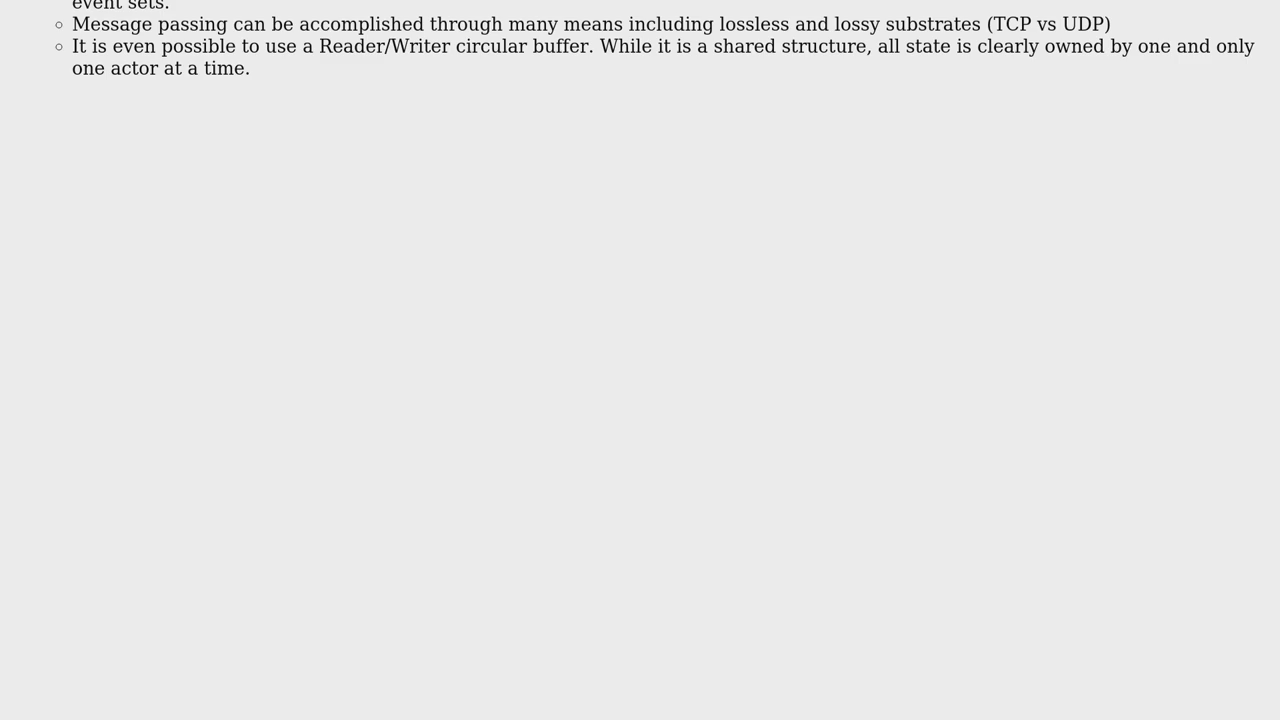 event sets.
Message passing can be accomplished through many means including lossless and lossy substrates (TCP vs UDP)
It is even possible to use a Reader/Writer circular buffer. While it is a shared structure, all state is clearly owned by one and only
one actor at a time.